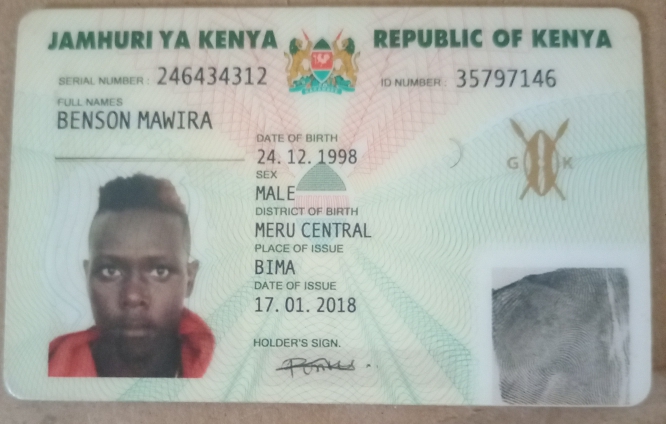 JAMHURI YA KENYA REPUBLIC OF KENYA
SERIAL NUMBER: 246434312 ID NUMBER: 35797146
FULL NAMES
BENSON MAWIRA
DATE OF BIRTH
24. 12. 1998
SEX
MALE
DISTRICT OF BIRTH
MERU CENTRAL
PLACE OF ISSUE
BIMA
DATE OF ISSUE
17. 01. 2018
HOLDER'S SIGN.
G K